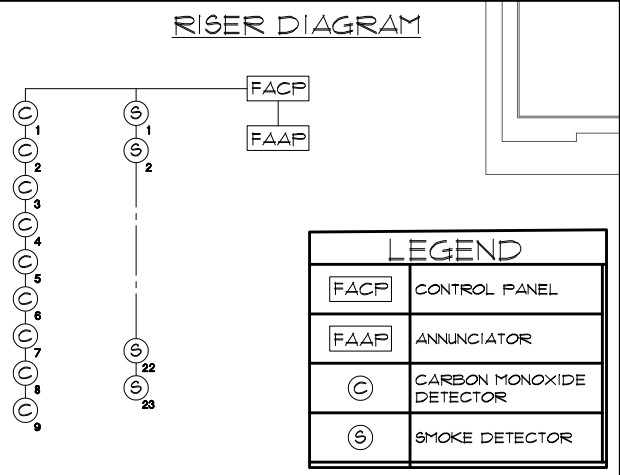 RISER DIAGRAM
FACP
FAAP
C
1
C
2
C
3
C
4
C
5
C
6
C
7
C
8
C
9
S
1
S
2
S
22
S
23
LEGEND
FACP CONTROL PANEL
FAAP ANNUNCIATOR
C CARBON MONOXIDE
DETECTOR
S SMOKE DETECTOR